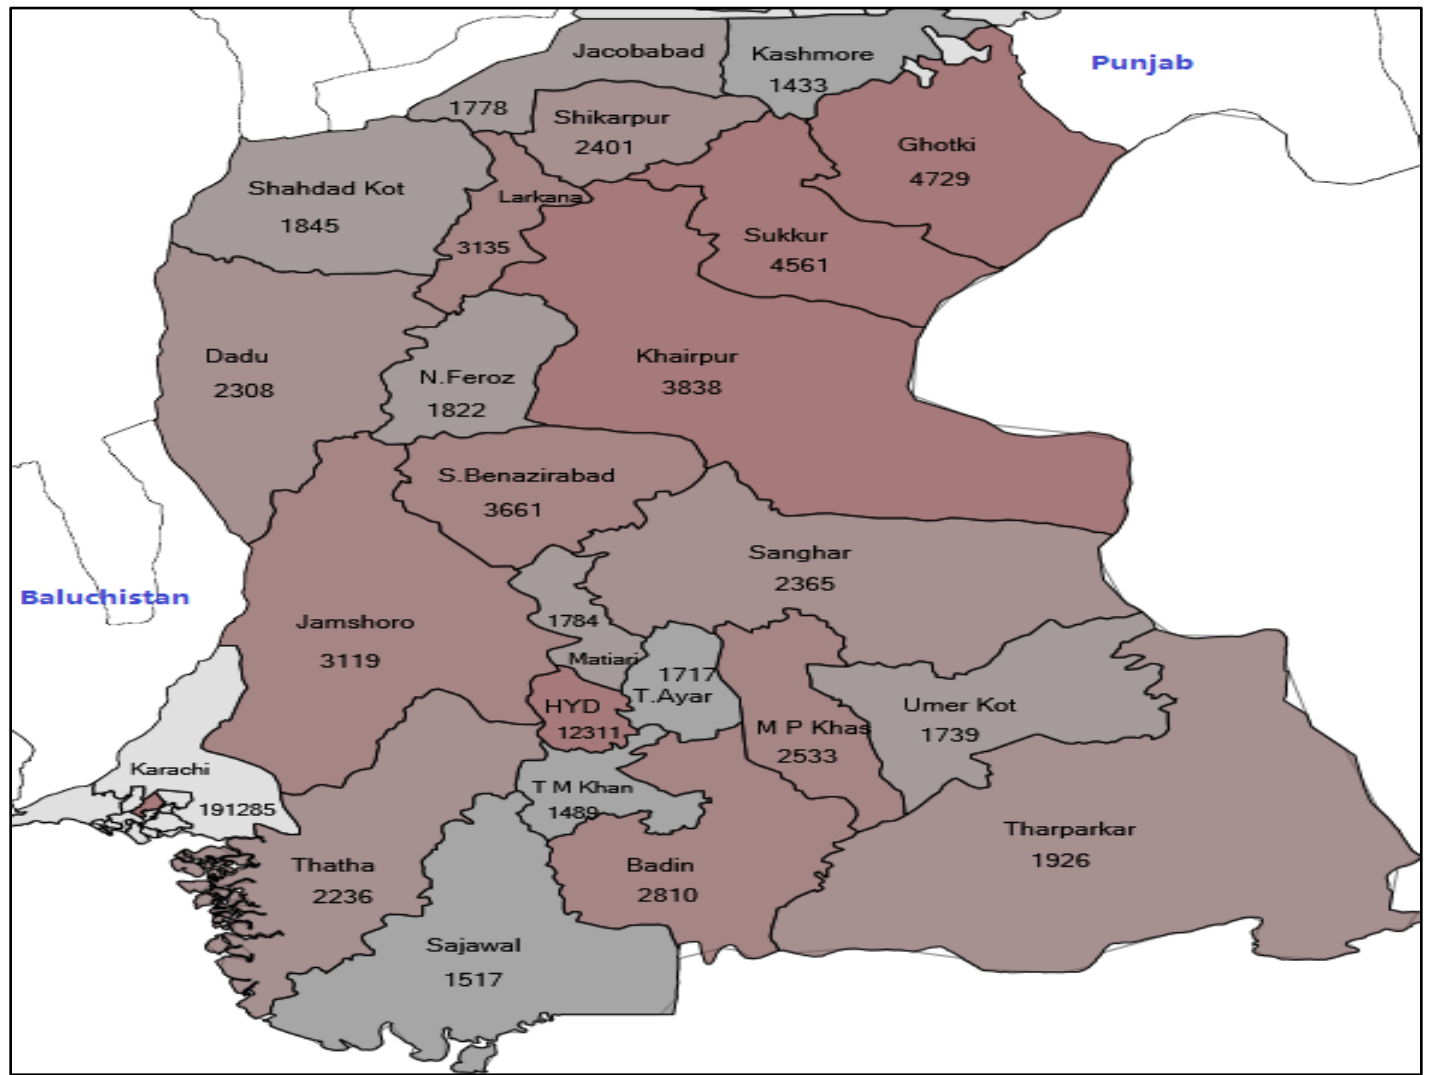 Jacobabad
1778
Kashmore
1433
Punjab
Shikarpur
2401
Ghotki
4729
Shahdad Kot
1845
Larkana
3135
Sukkur
4561
Dadu
2308
N.Feroz
1822
Khairpur
3838
S.Benazirabad
3661
Sanghar
2365
Baluchistan
Jamshoro
3119
1784
Matiari
1717
T.Ayar
HYD
12311
M P Khas
2533
Umer Kot
1739
Karachi
191285
T M Khan
1489
Thatha
2236
Badin
2810
Tharparkar
1926
Sajawal
1517